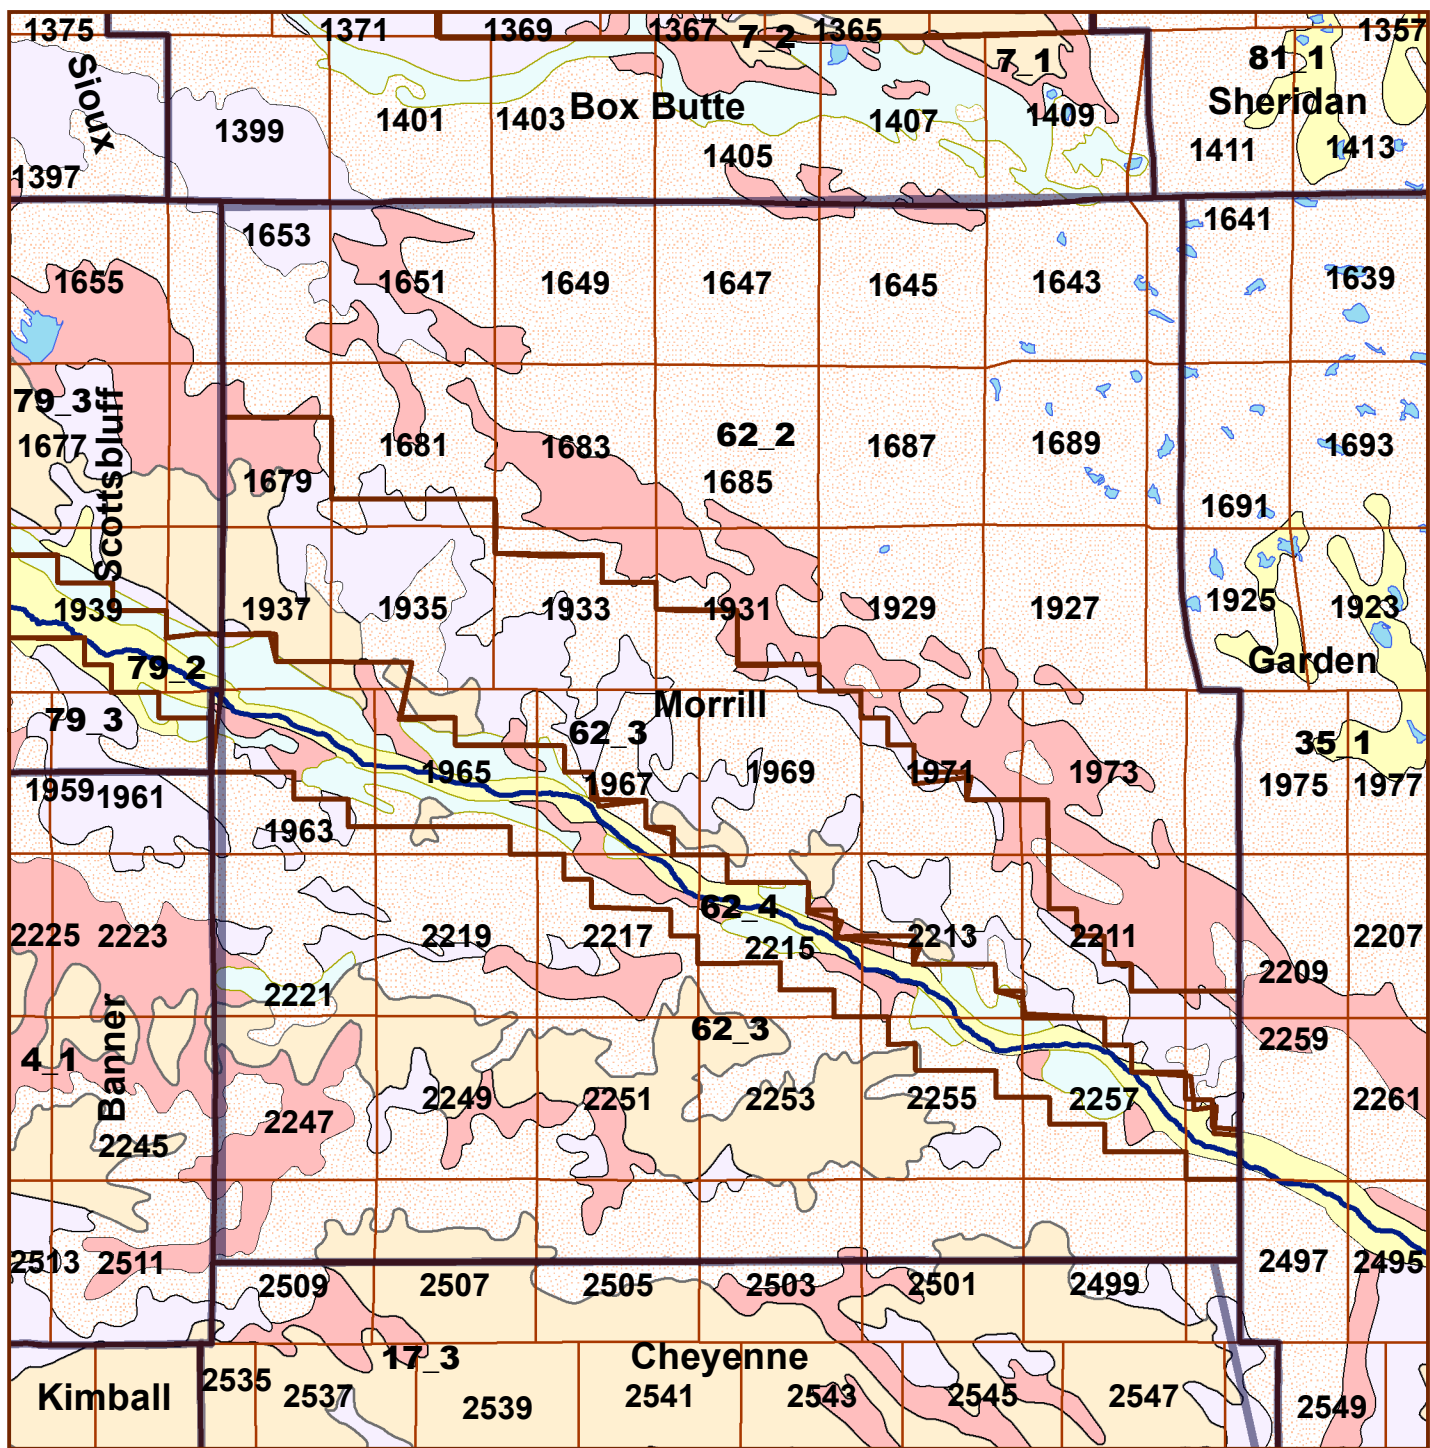 1375 1371 1369 1367 7_2 1365 1357
Sioux 7_1 81_1
1399 1401 1403 Box Butte 1407 1409 Sheridan
1397 1405 1411 1413
1653 1641
1655 1651 1649 1647 1645 1643 1639
79_3
1677 Scottsbluff 1681 1683 62_2 1687 1689 1693
1679 1685 1691
1939 1937 1935 1933 1931 1929 1927 1925 1923
79_2 Garden
79_3 62_3 Morrill 35_1
1959 1961 1965 1967 1969 1971 1973 1975 1977
1963
62_4
2225 2223 2219 2217 2215 2213 2211 2207
2221 2209
4_1 Banner 62_3 2259
2247 2249 2251 2253 2255 2257 2261
2245
2513 2511 2497 2495
2509 2507 2505 2503 2501 2499
17_3 Cheyenne
Kimball 2535 2537 2539 2541 2543 2545 2547 2549